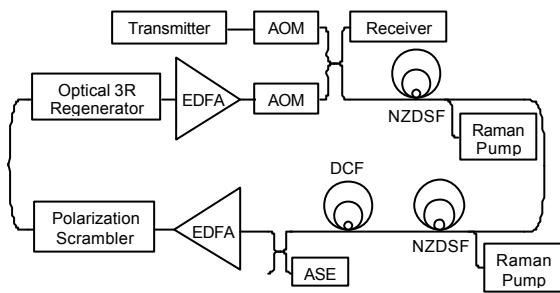 Transmitter
AOM
Receiver
Optical 3R
Regenerator
EDFA
AOM
NZDSF
Raman
Pump
DCF
Polarization
Scrambler
EDFA
NZDSF
ASE
Raman
Pump